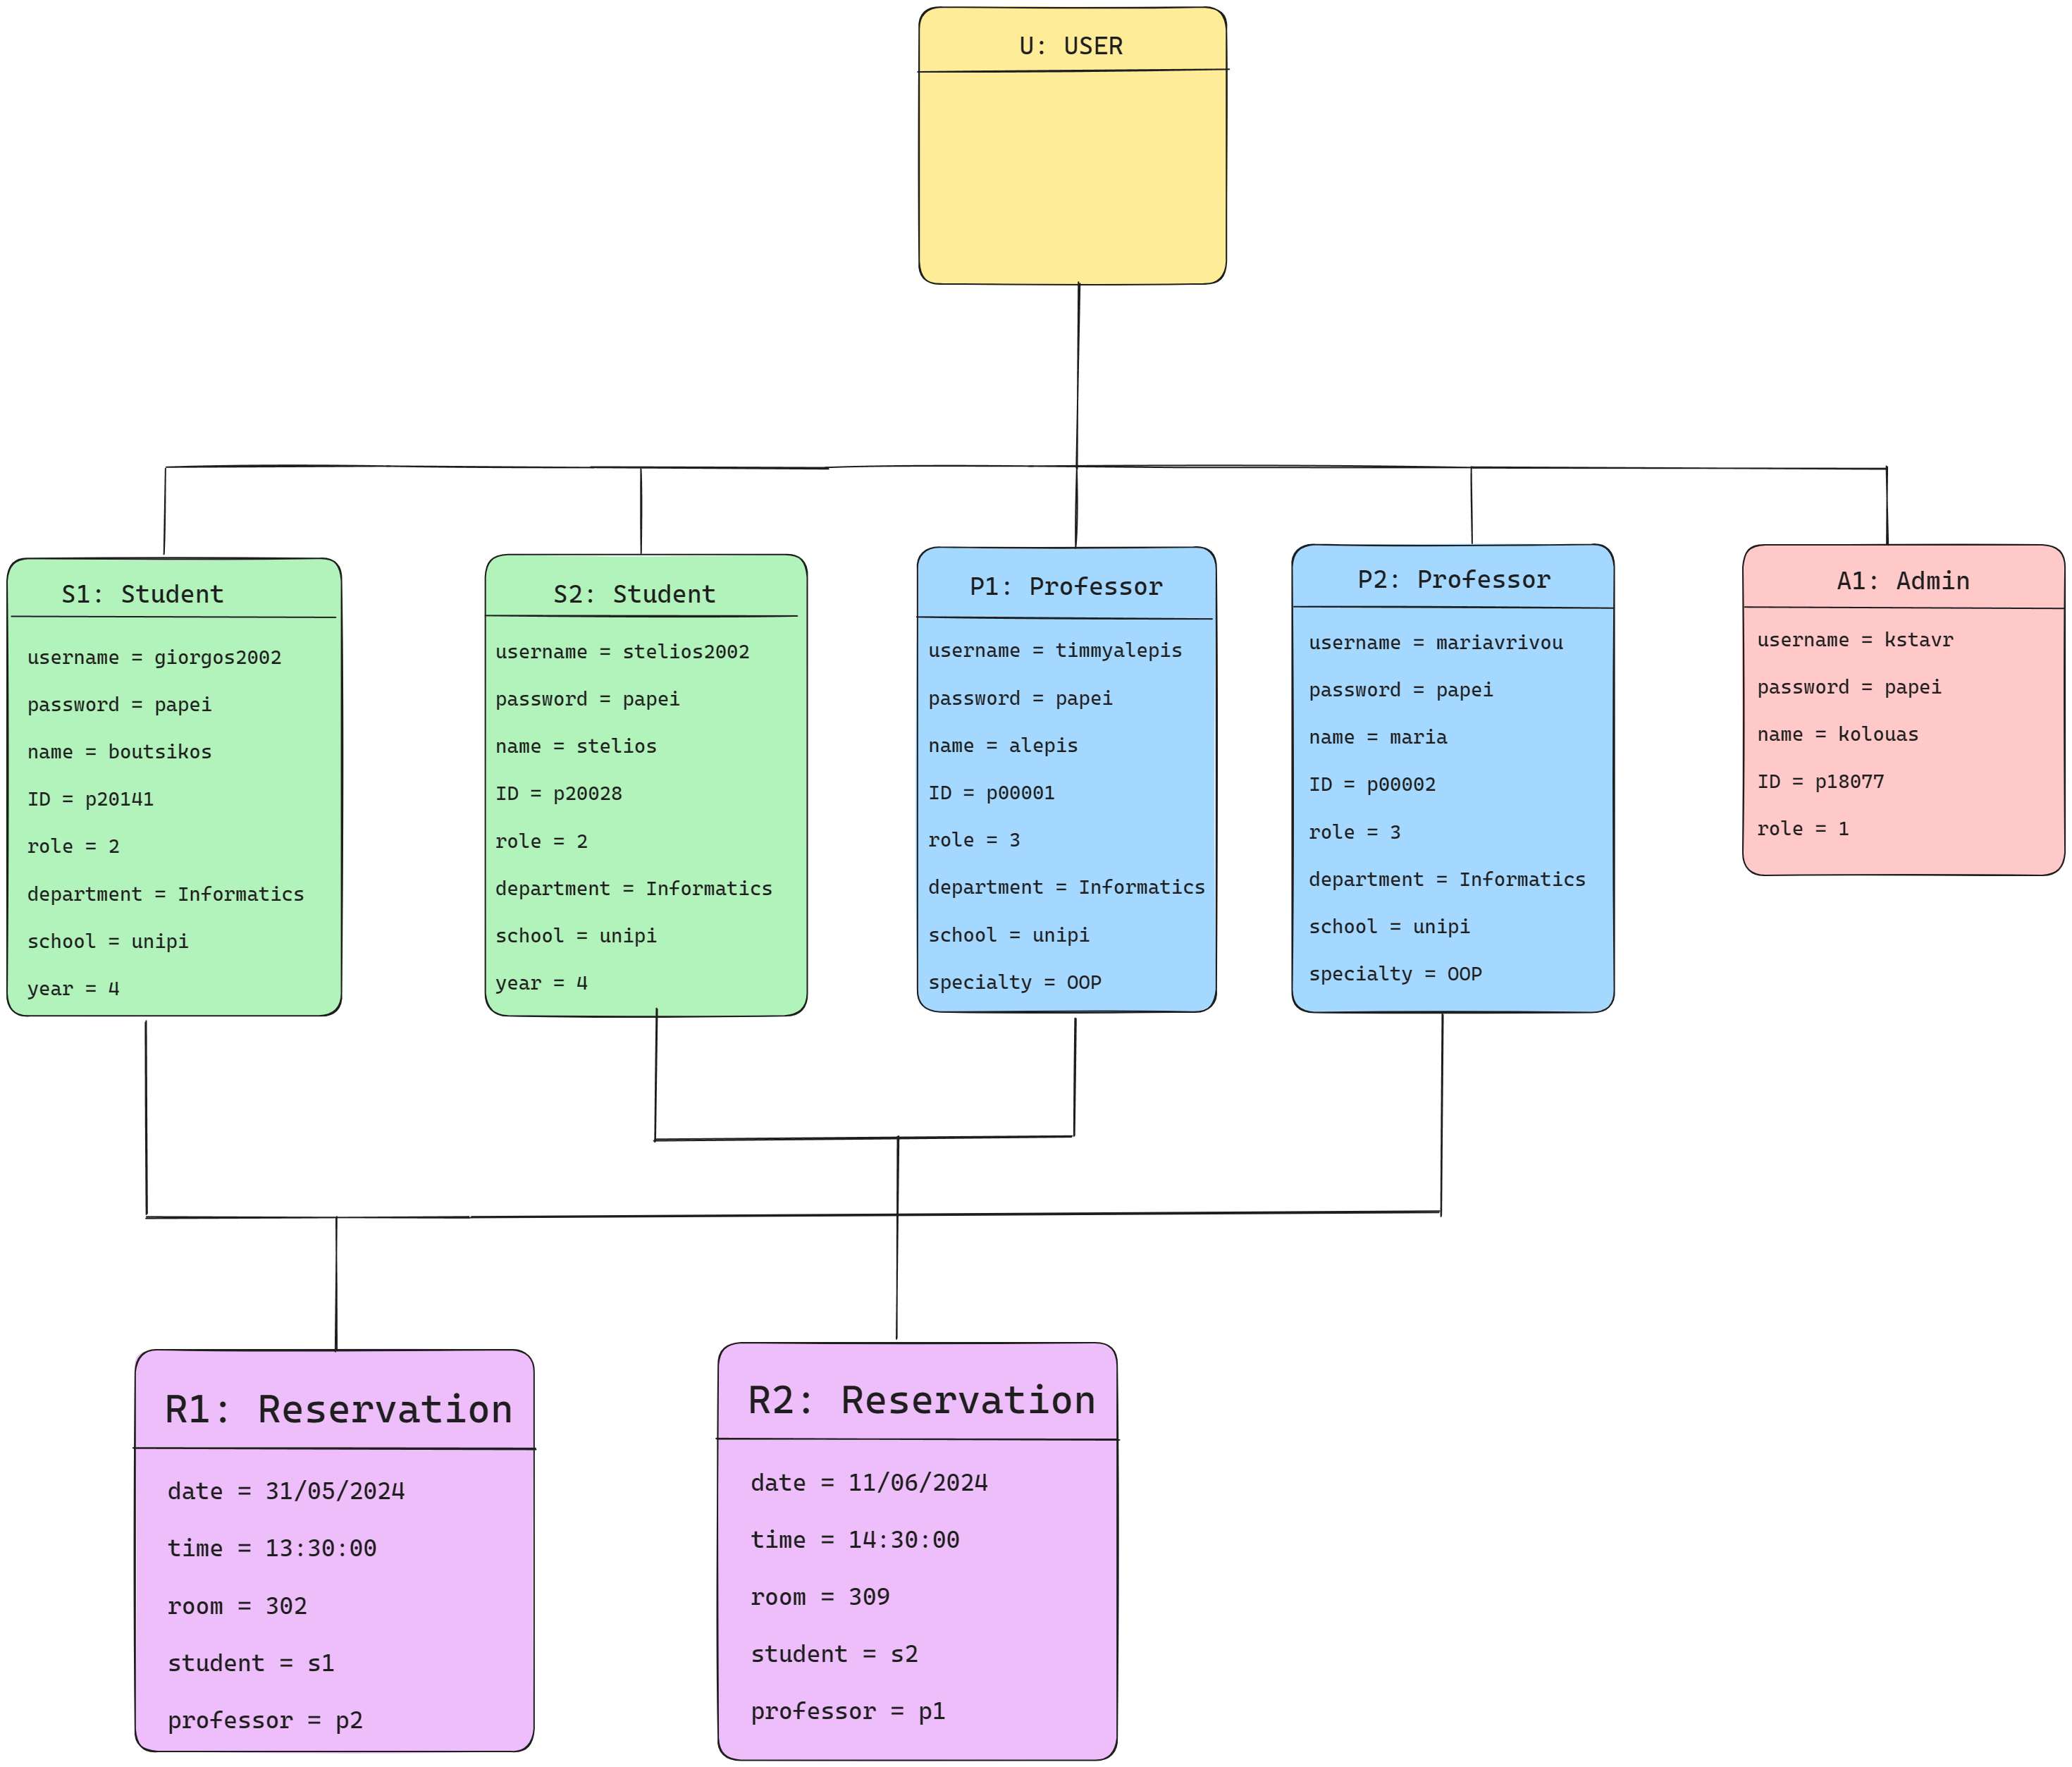 U: USER
S1: Student
username = giorgos2002
password = papei
name = boutsikos
ID = p20141
role = 2
department = Informatics
school = unipi
year = 4
S2: Student
username = stelios2002
password = papei
name = stelios
ID = p20028
role = 2
department = Informatics
school = unipi
year = 4
P1: Professor
username = timmyalepis
password = papei
name = alepis
ID = p00001
role = 3
department = Informatics
school = unipi
specialty = OOP
P2: Professor
username = mariavrivou
password = papei
name = maria
ID = p00002
role = 3
department = Informatics
school = unipi
specialty = OOP
A1: Admin
username = kstavr
password = papei
name = kolouas
ID = p18077
role = 1
R1: Reservation
date = 31/05/2024
time = 13:30:00
room = 302
student = s1
professor = p2
R2: Reservation
date = 11/06/2024
time = 14:30:00
room = 309
student = s2
professor = p1